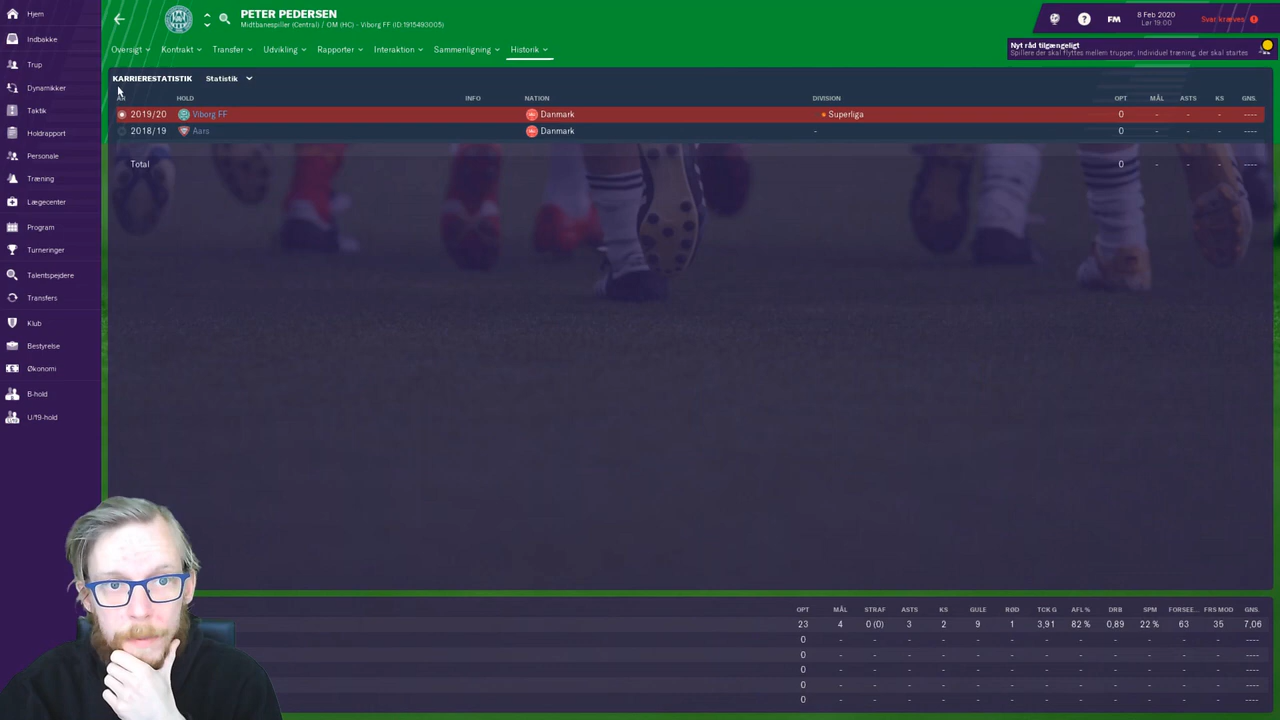 Hjem
Indbakke
Trup
Dynamikker
Taktik
Holdrapport
Personale
Træning
Lægecenter
Program
Turneringer
Talentspejdere
Transfers
Klub
Bestyrelse
Økonomi
B-hold
U/19-hold
PETER PEDERSEN
Midtbanespiller (Central) / OM (HC) - Viborg FF (ID:1915493005)
? FM 8 Feb 2020
Lør 19:00
Svar kræves
Nyt råd tilgængeligt
Spillere der skal flyttes mellem trupper, Individuel træning, der skal startes
Oversigt Kontrakt Transfer Udvikling Rapporter Interaktion Sammenligning Historik
KARRIERESTATISTIK Statistik
ÅR HOLD INFO NATION DIVISION OPT MÅL ASTS KS GNS.
2019/20 Viborg FF Danmark Superliga 0 - - - ----
2018/19 Aars Danmark - 0 - - - ----
Total 0 - - - ----
OPT MÅL STRAF ASTS KS GULE RØD TCK G AFL % DRB SPM FORSEE... FRS MOD GNS.
23 4 0 (0) 3 2 9 1 3,91 82 % 0,89 22 % 63 35 7,06
0 - - - - - - - - - - - - ----
0 - - - - - - - - - - - - ----
0 - - - - - - - - - - - - ----
0 - - - - - - - - - - - - ----
0 - - - - - - - - - - - - ----